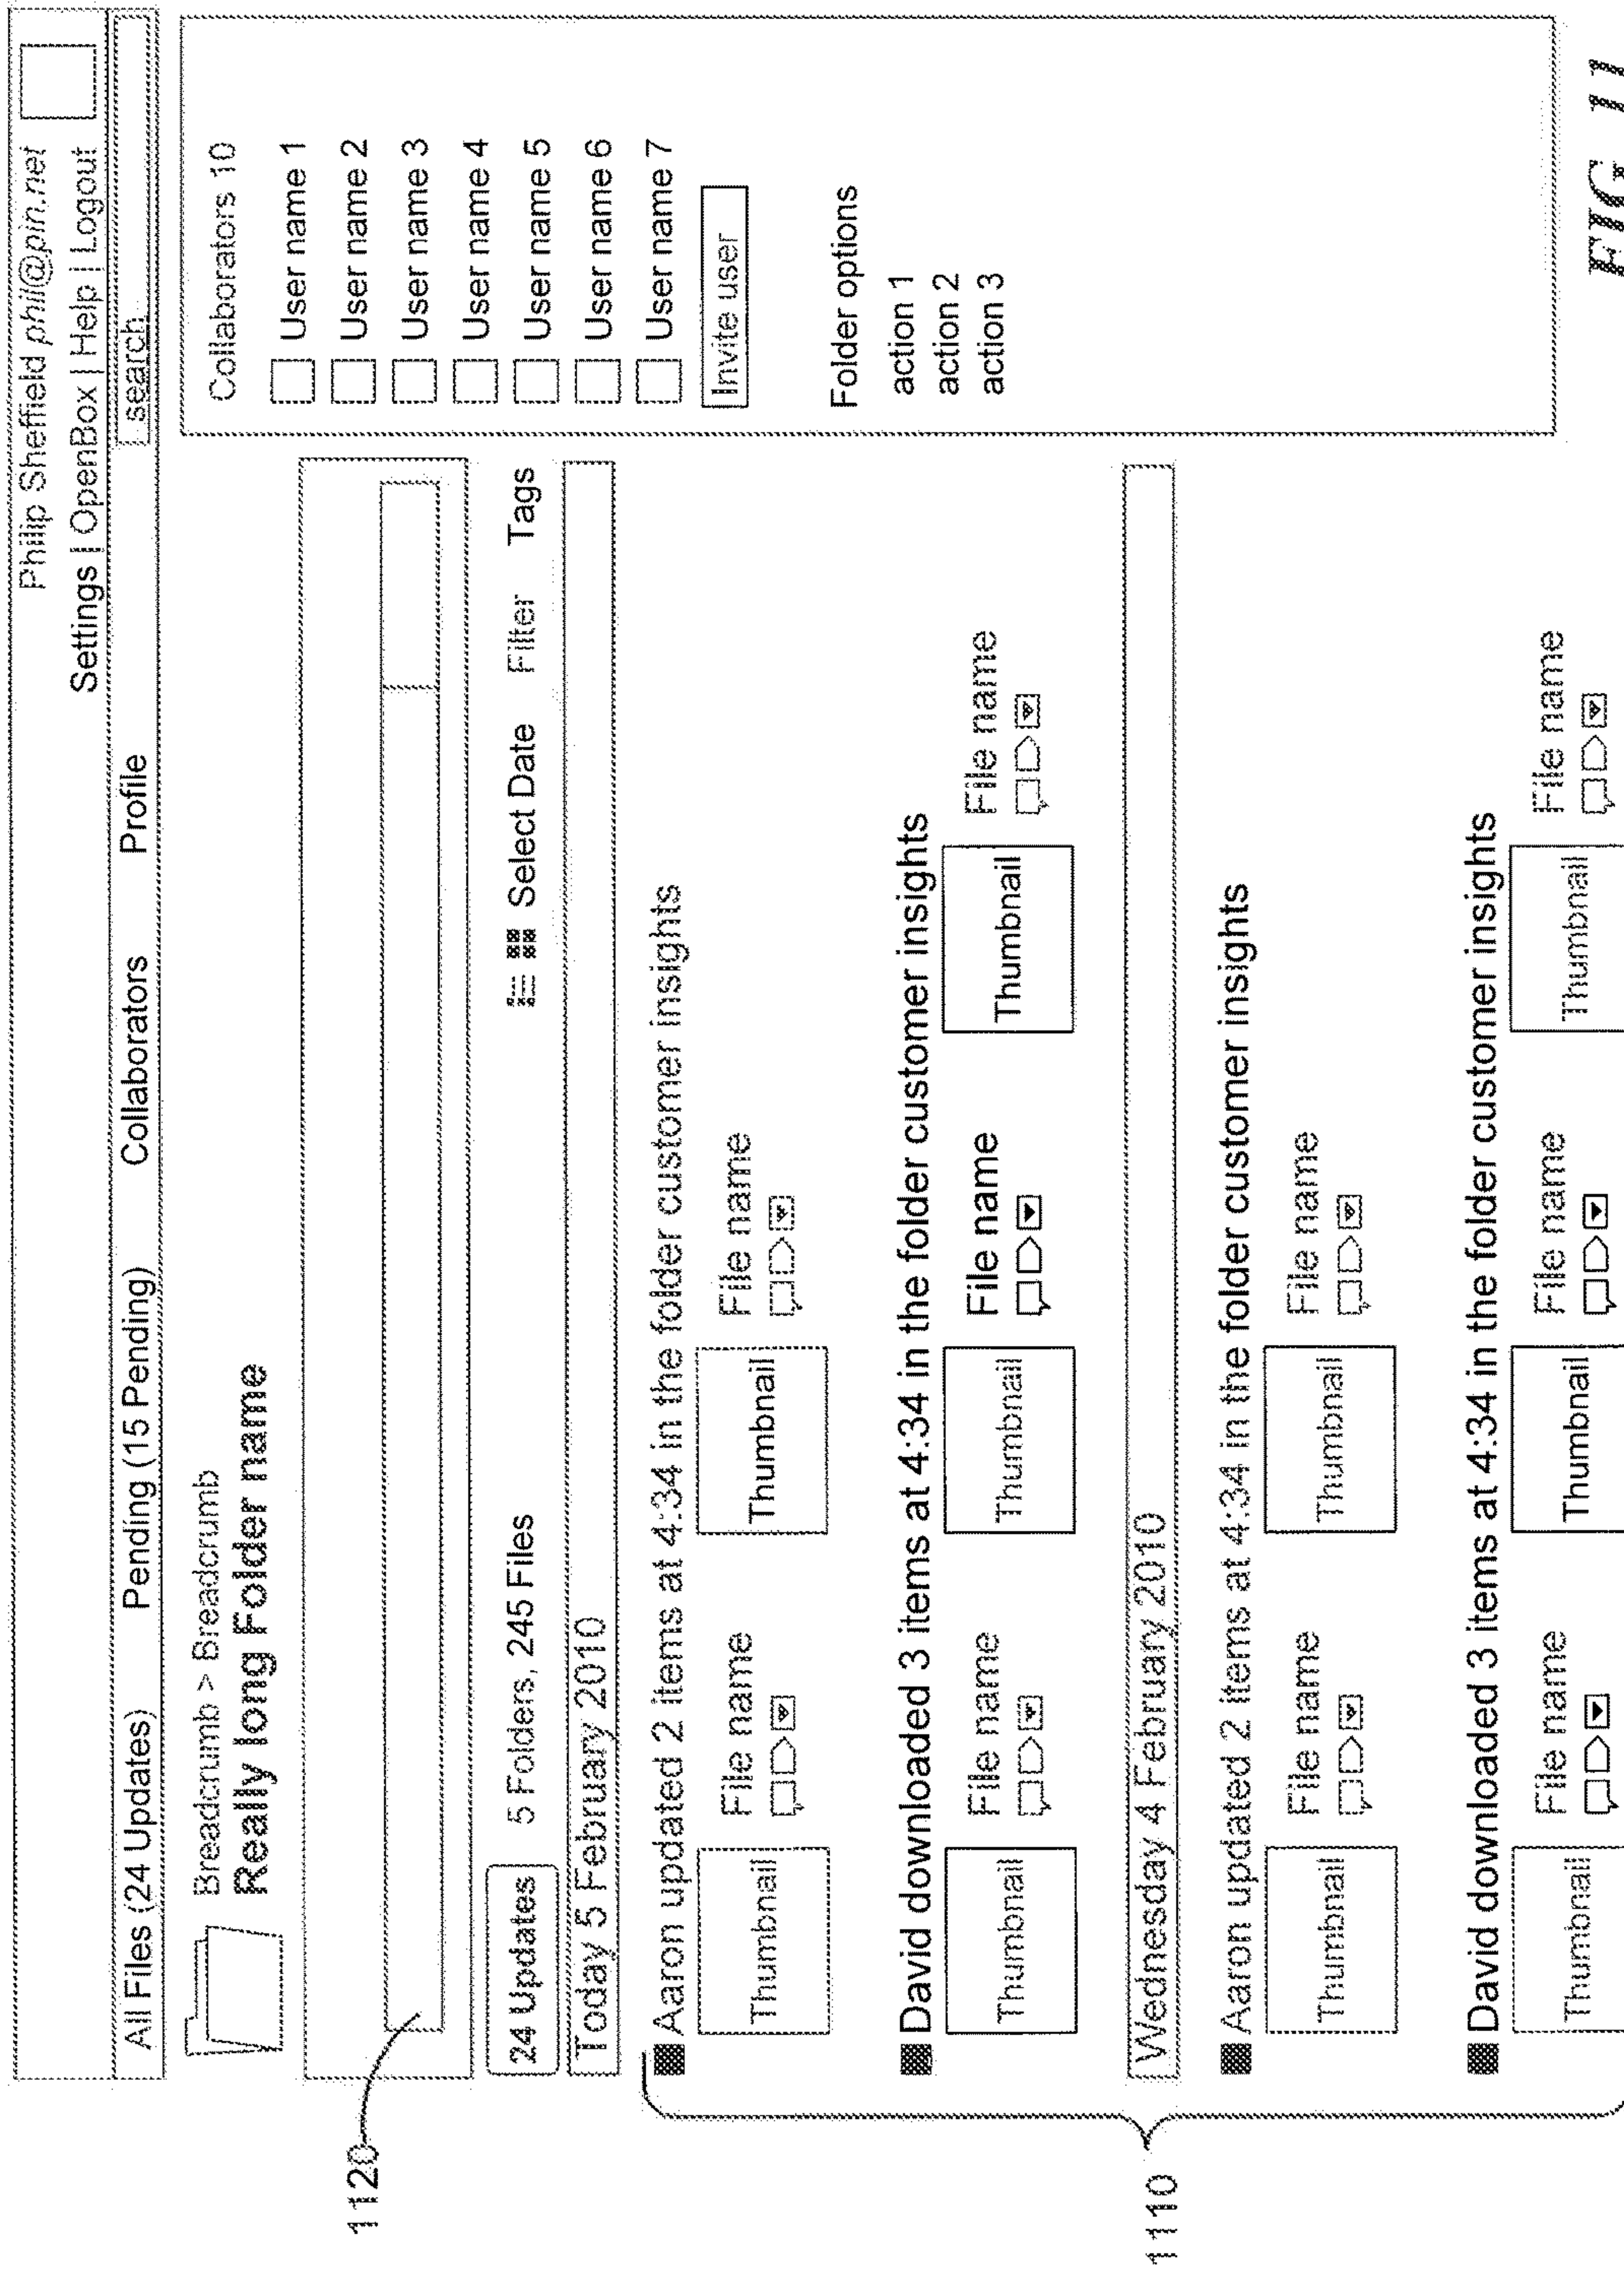 Philip Sheffield phil@pin.net
Settings | OpenBox | Help | Logout
All Files (24 Updates) Pending (15 Pending) Collaborators Profile search
Breadcrumb > Breadcrumb
Really long Folder name
1120
24 Updates 5 Folders, 245 Files Select Date Filter Tags
Today 5 February 2010
Aaron updated 2 items at 4:34 in the folder customer insights
Thumbnail File name Thumbnail File name
David downloaded 3 items at 4:34 in the folder customer insights
Thumbnail File name Thumbnail File name Thumbnail File name
1110
Wednesday 4 February 2010
Aaron updated 2 items at 4:34 in the folder customer insights
Thumbnail File name Thumbnail File name
David downloaded 3 items at 4:34 in the folder customer insights
Thumbnail File name Thumbnail File name Thumbnail File name
Collaborators 10
User name 1
User name 2
User name 3
User name 4
User name 5
User name 6
User name 7
Invite user
Folder options
action 1
action 2
action 3
FIG 11